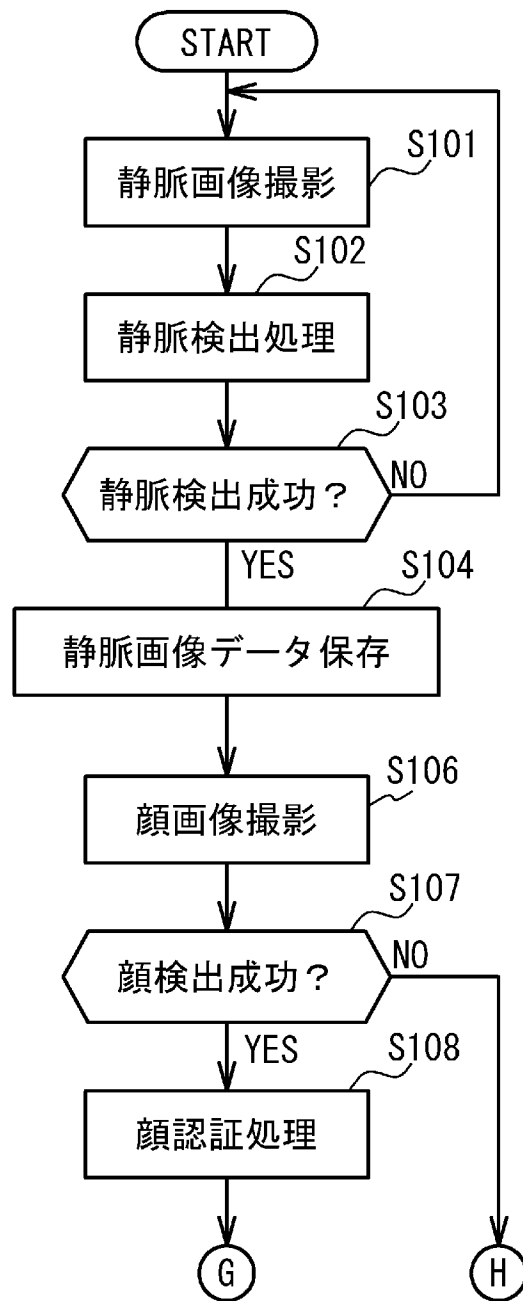 START
S101
静脈画像撮影
S102
静脈検出処理
S103
静脈検出成功？
NO
YES
S104
静脈画像データ保存
S106
顔画像撮影
S107
顔検出成功？
NO
YES
S108
顔認証処理
G
H